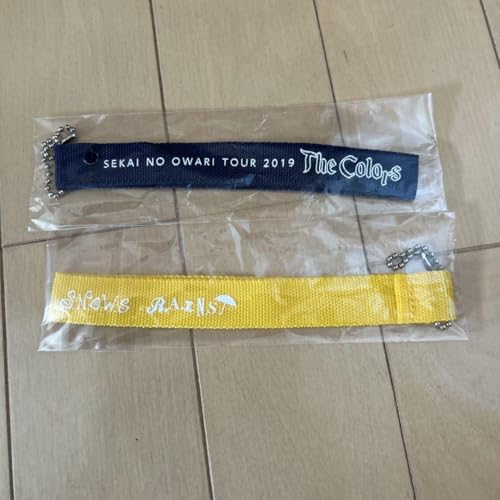 SEKAI NO OWARI TOUR 2019 The Colors
SNOWS RAINS